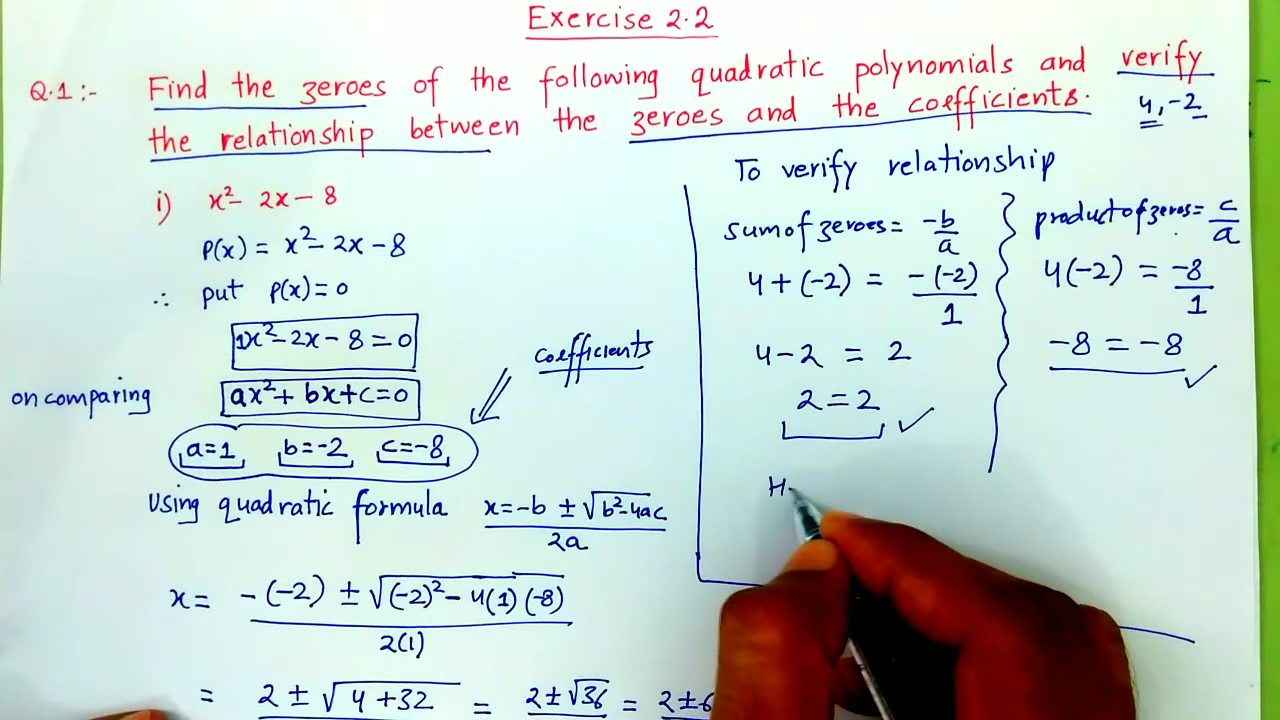 Exercise 2.2
Q.1:- Find the zeroes of the following quadratic polynomials and verify
the relationship between the zeroes and the coefficients.
4, -2
i) x² - 2x - 8
P(x) = x² - 2x - 8
∴ put P(x) = 0
1x² - 2x - 8 = 0
on comparing ax² + bx + c = 0
coefficients
a=1 b=-2 c=-8
Using quadratic formula x = -b ± √b²-4ac / 2a
x = -(-2) ± √(-2)² - 4(1)(-8) / 2(1)
= 2 ± √4+32 = 2 ± √36 = 2 ± 6
To verify relationship
sum of zeroes = -b/a
4 + (-2) = -(-2)/1
4 - 2 = 2
2 = 2 ✓
product of zeroes = c/a
4(-2) = -8/1
-8 = -8 ✓
H